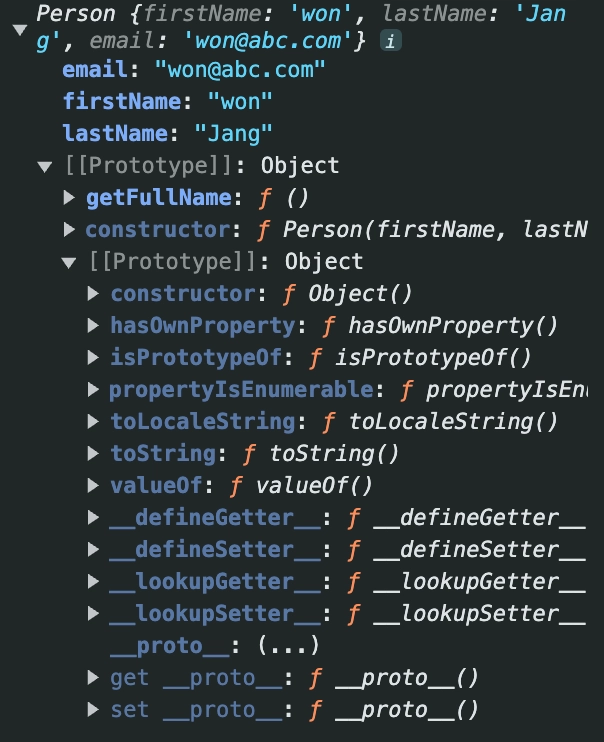 Person {firstName: 'won', lastName: 'Jan
g', email: 'won@abc.com'} i
email: "won@abc.com"
firstName: "won"
lastName: "Jang"
[[Prototype]]: Object
getFullName: ƒ ()
constructor: ƒ Person(firstName, lastN
[[Prototype]]: Object
constructor: ƒ Object()
hasOwnProperty: ƒ hasOwnProperty()
isPrototypeOf: ƒ isPrototypeOf()
propertyIsEnumerable: ƒ propertyIsEnu
toLocaleString: ƒ toLocaleString()
toString: ƒ toString()
valueOf: ƒ valueOf()
__defineGetter__: ƒ __defineGetter__
__defineSetter__: ƒ __defineSetter__
__lookupGetter__: ƒ __lookupGetter__
__lookupSetter__: ƒ __lookupSetter__
__proto__: (...)
get __proto__: ƒ __proto__()
set __proto__: ƒ __proto__()